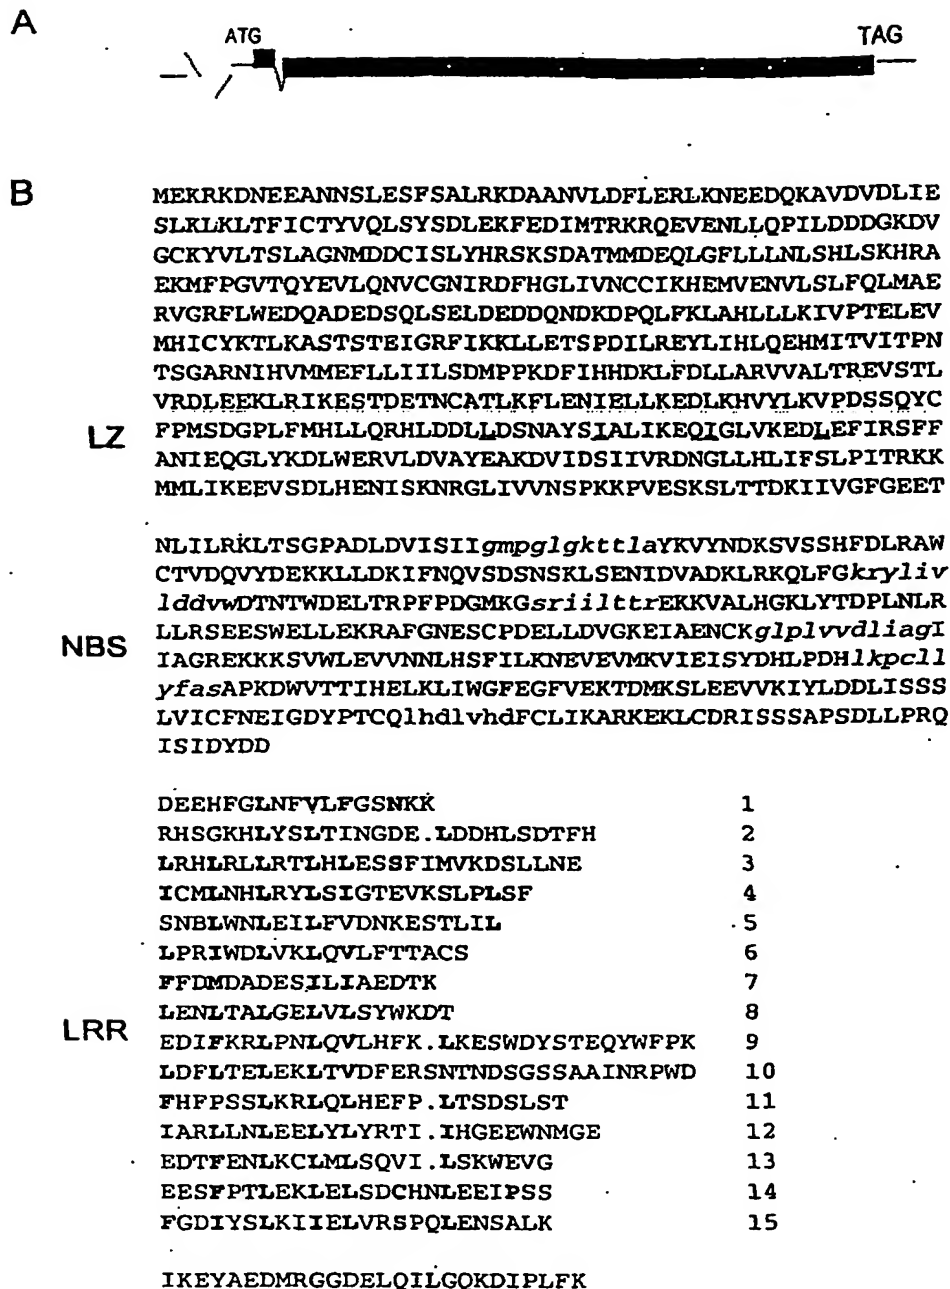 A
ATG TAG
B
MEKRKDNEEANNSLESFSALRKDAANVLDFLERLKNEEDQKAVDVDLIE
SLKLKLTFICTYVQLSYSDLEKFEDIMTRKRQEVENLLQPILDDDGKDV
GCKYVLTSLAGNMDDCISLYHRSKSDATMMDEQLGFLLLNLSHLSKHRA
EKMFPGVTQYEVLQNVCGNIRDFHGLIVNCCIKHEMVENVLSLFQLMAE
RVGRFLWEDQADEDSQLSELDEDDQNDKDPQLFKLAHLLLKIVPTELEV
MHICYKTLKASTSTEIGRFIKKLLETSPDILREYLIHLQEHMITVITPN
TSGARNIHVMMEFLLIILSDMPPKDFIHHDKLFDLLARVVALTREVSTL
VRDLEEKLRIKESTDETNCATLKFLENIELLKEDLKHVYLKVPDSSQYC
LZ FPMSDGPLFMHLLQRHLDDLLDSNAYSIALIKEQIGLVKEDLEFIRSFF
ANIEQGLYKDLWERVLDVAYEAKDVIDSIIVRDNGLLHLIFSLPITRKK
MMLIKEEVSDLHENISKNRGLIVVNSPKKPVESKSLTTDKIIVGFGEET
NLILRKLTSGPADLDVISIIgmpglgkttlaYKVYNDKSVSSHFDLRAW
CTVDQVYDEKKLLDKIFNQVSDSNSKLSENIDVADKLRKQLFGkryliv
lddvwDTNTWDELTRPFPDGMKGsriilttrEKKVALHGKLYTDPLNLR
NBS LLRSEESWELLEKRAFGNESCPDELLDVGKEIAENCKglplvvdliagI
IAGREKKKSVWLEVVNNLHSFILKNEVEVMKVIEISYDHLPDHlkpcll
yfasAPKDWVTTIHELKLIWGFEGFVEKTDMKSLEEVVKIYLDDLISSS
LVICFNEIGDYPTCQlhdlvhdFCLIKARKEKLCDRISSSAPSDLLPRQ
ISIDYDD
DEEHFGLNFVLFGSNKK 1
RHSGKHLYSLTINGDE.LDDHLSDTFH 2
LRHLRLLRTLHLESSFIMVKDSLLNE 3
ICMLNHLRYLSIGTEVKSLPLSF 4
SNBLWNLEILFVDNKESTLIL 5
LPRIWDLVKLQVLFTTACS 6
FFDMDADESILIAEDTK 7
LENLTALGELVLSYWKDT 8
LRR EDIFKRLPNLQVLHFK.LKESWDYSTEQYWFPK 9
LDFLTELEKLTVDFERSNTNDSGSSAAINRPWD 10
FHFPSSLKRLQLHEFP.LTSDSLST 11
IARLLNLEELYLYRTI.IHGEEWNMGE 12
EDTFENLKCLMLSQVI.LSKWEVG 13
EESFPTLEKLELSDCHNLEEIPSS 14
FGDIYSLKIIELVRSPQLENSALK 15
IKEYAEDMRGGDELQILGQKDIPLFK